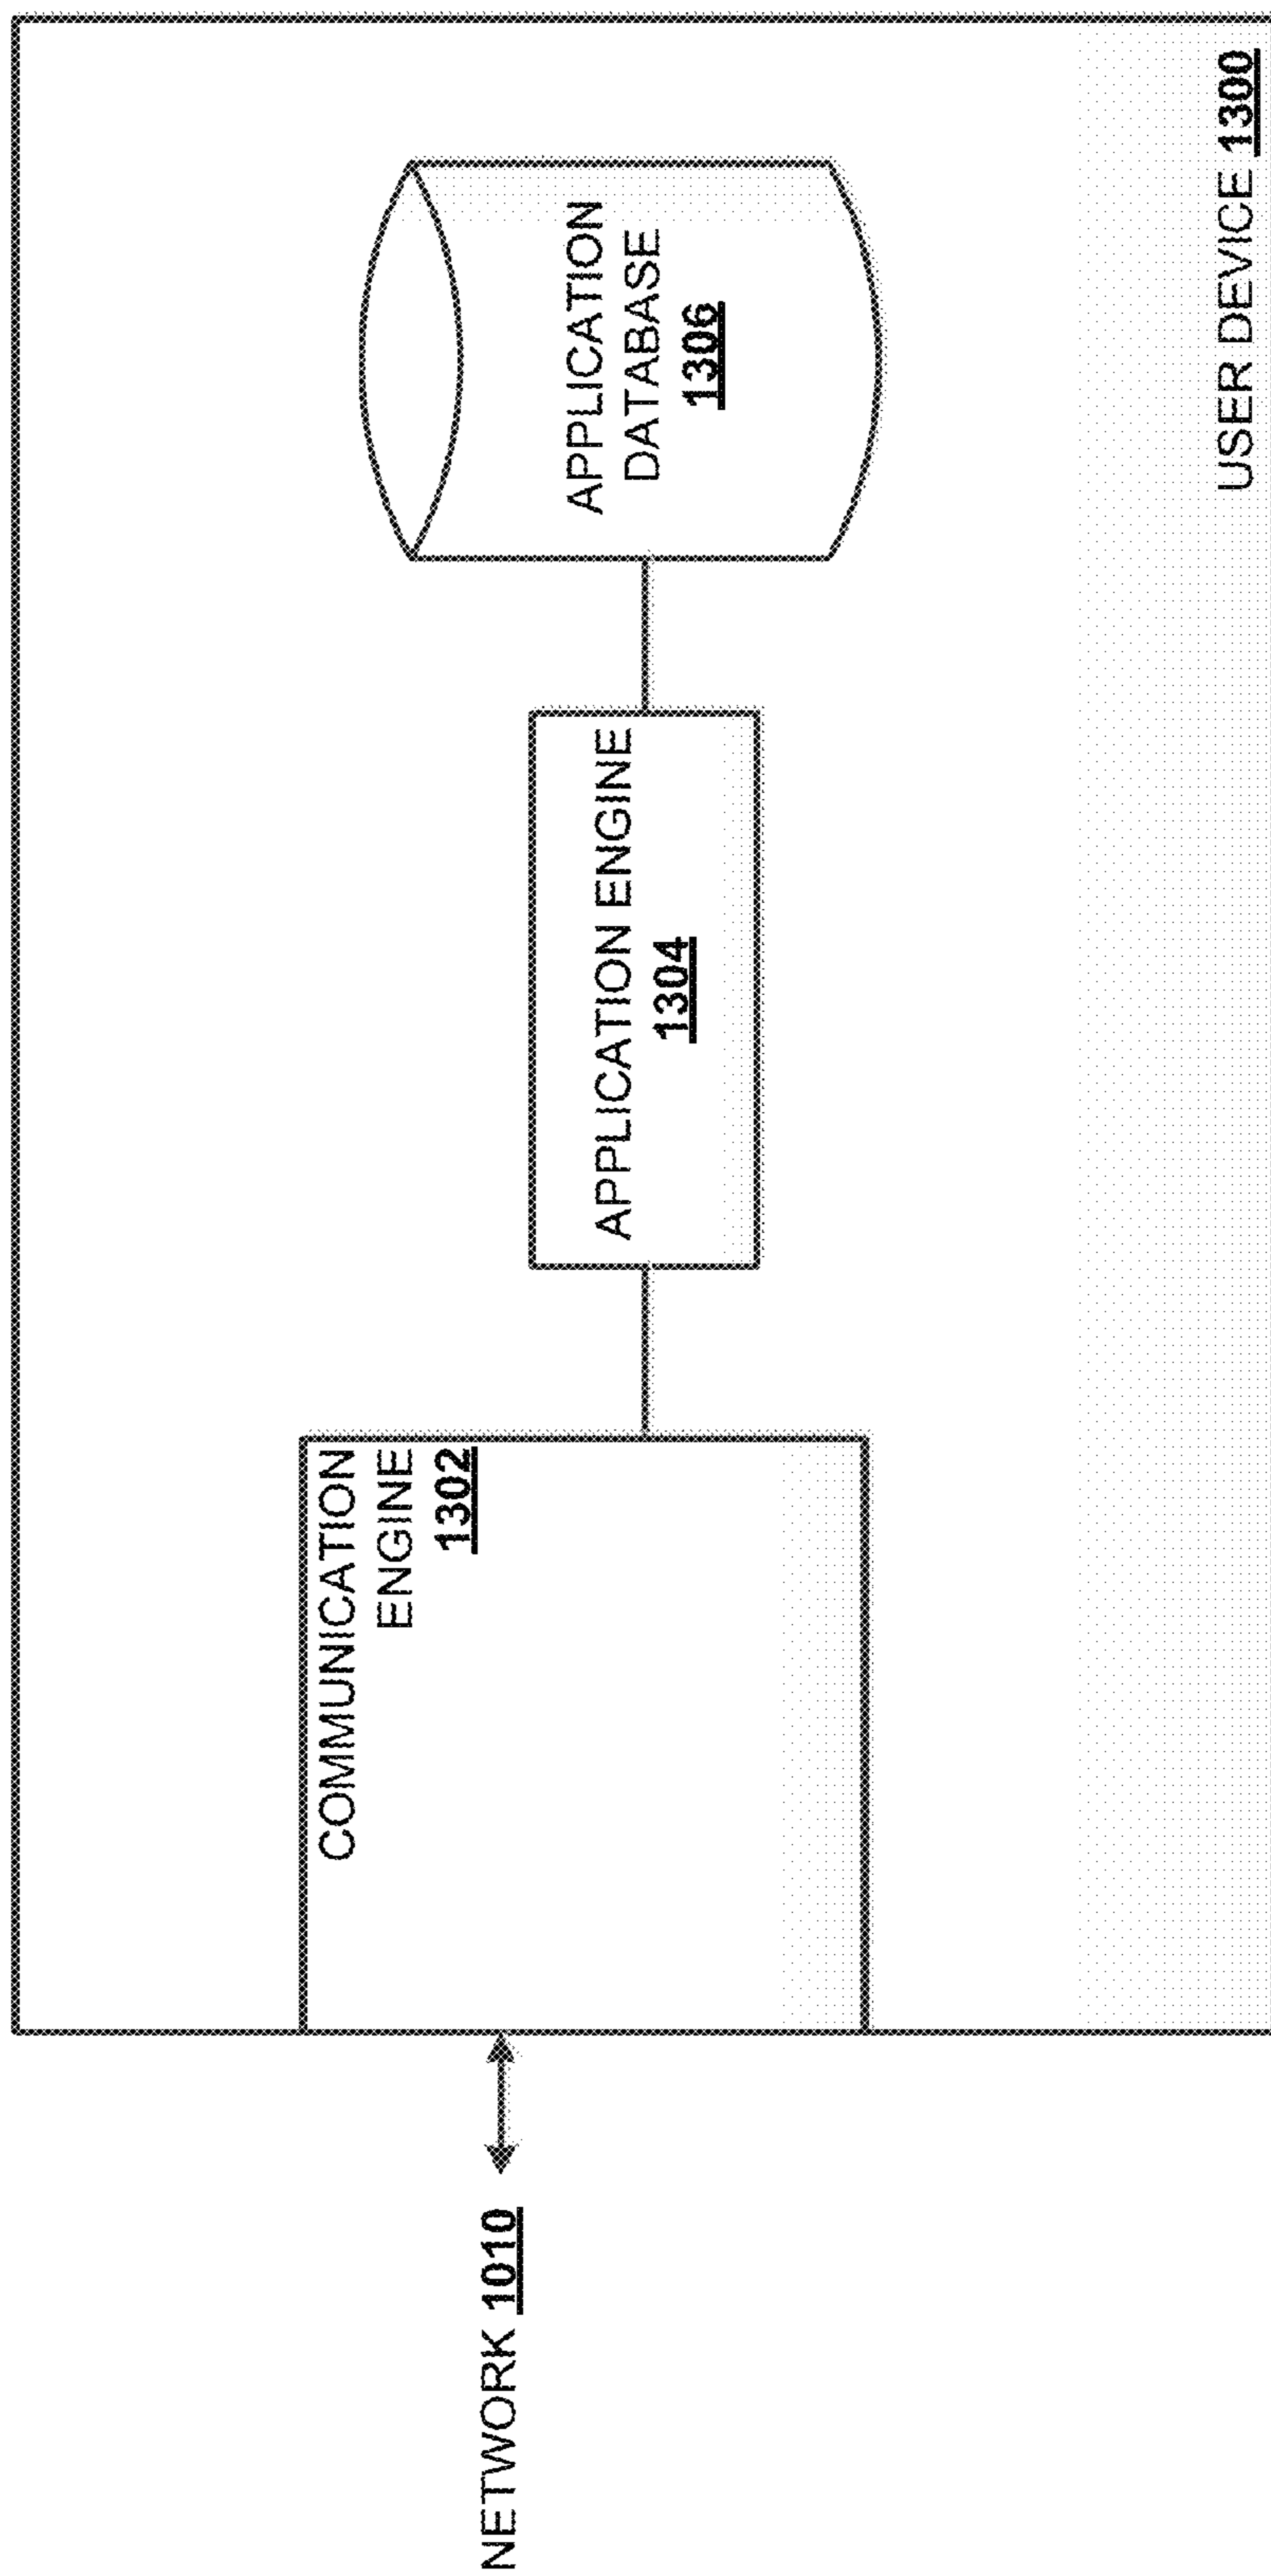 NETWORK 1010
COMMUNICATION
ENGINE
1302
APPLICATION ENGINE
1304
APPLICATION
DATABASE
1306
USER DEVICE 1300